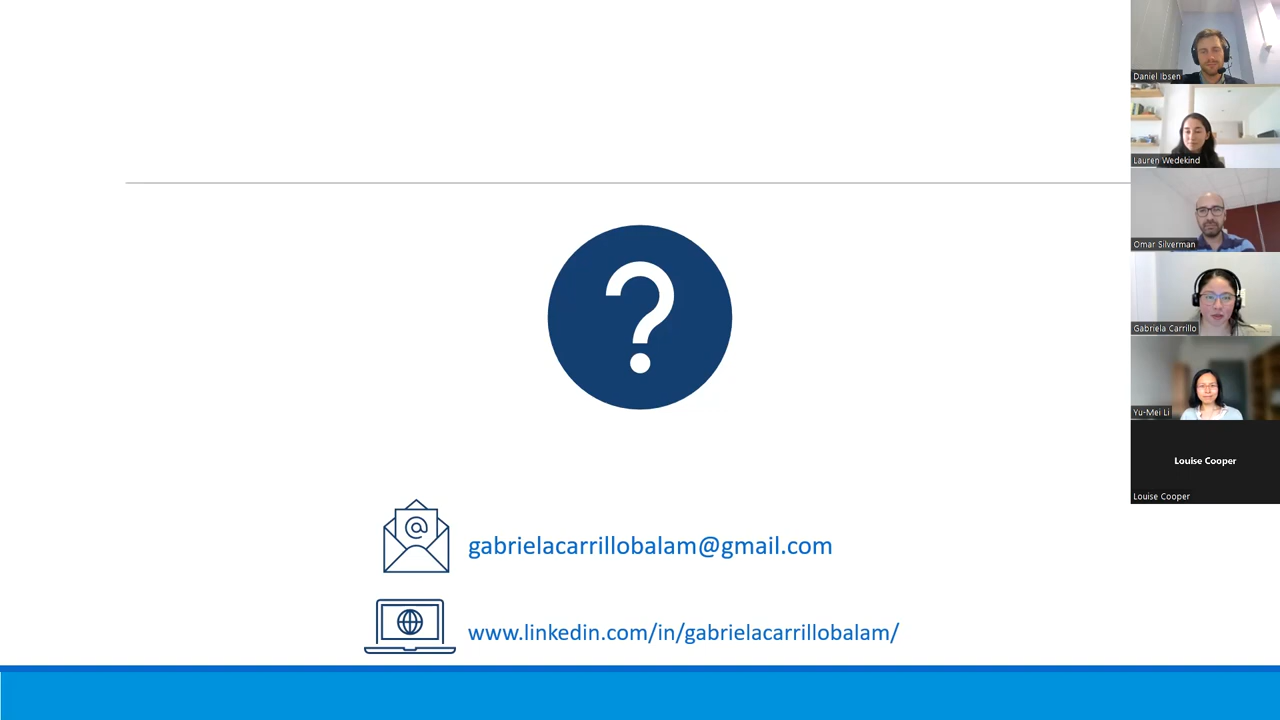 ?
@
gabrielacarrillobalam@gmail.com
www.linkedin.com/in/gabrielacarrillobalam/
Daniel Ibsen
Lauren Wedekind
Omar Silverman
Gabriela Carrillo
Yu-Mei Li
Louise Cooper
Louise Cooper